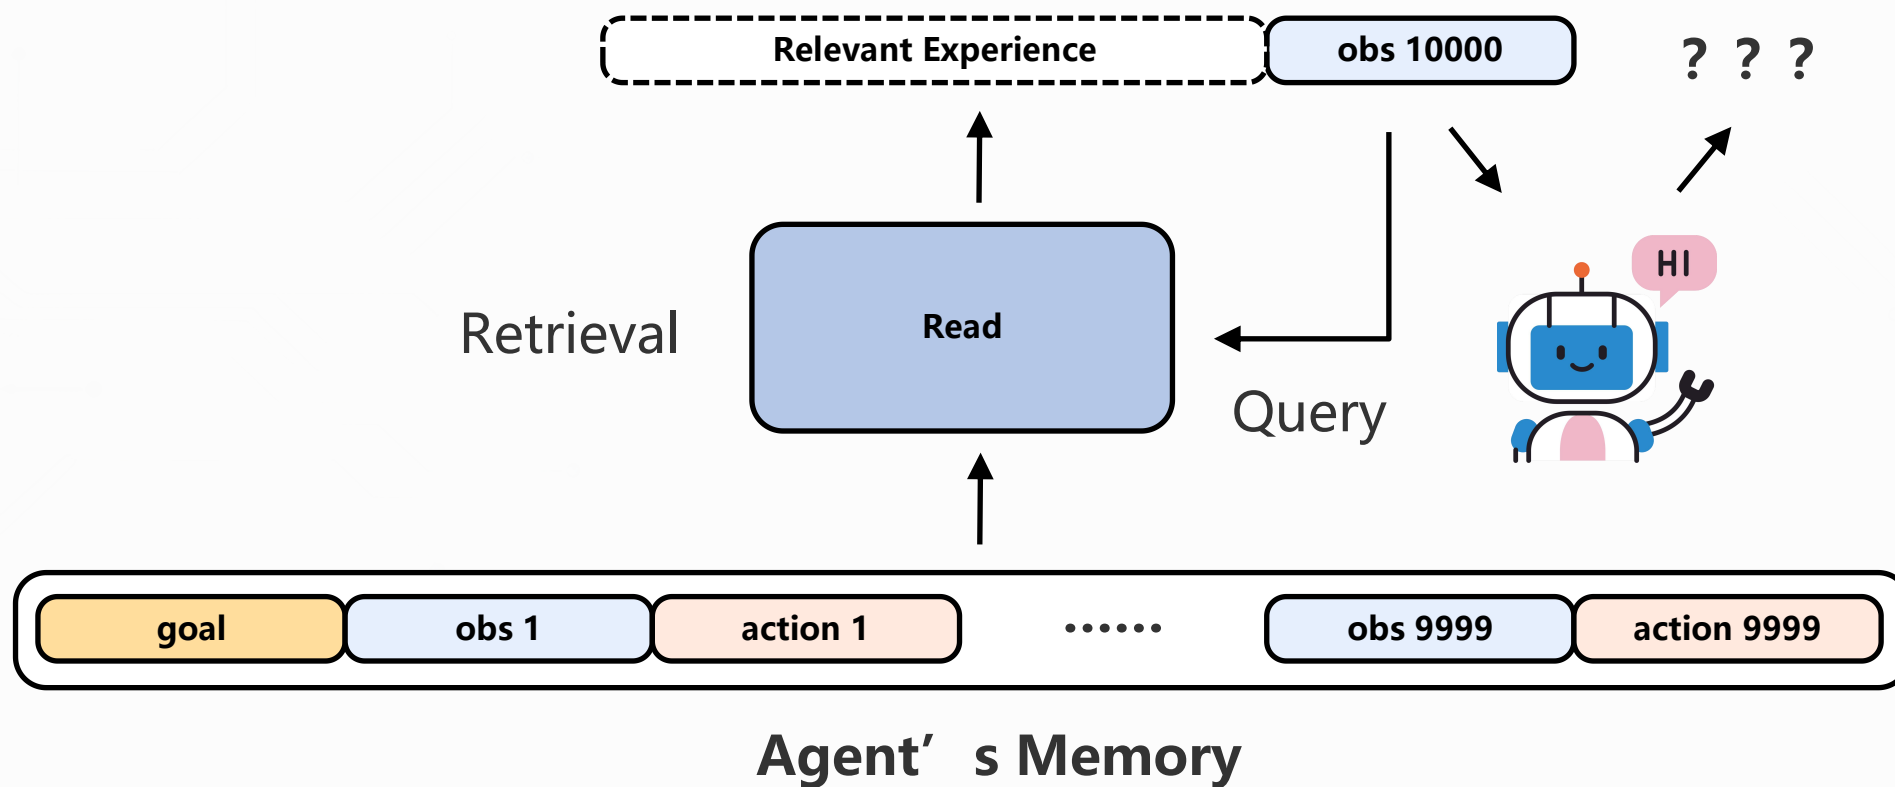 Relevant Experience
obs 10000
? ? ?
HI
Retrieval
Read
Query
goal
obs 1
action 1
······
obs 9999
action 9999
Agent’s Memory